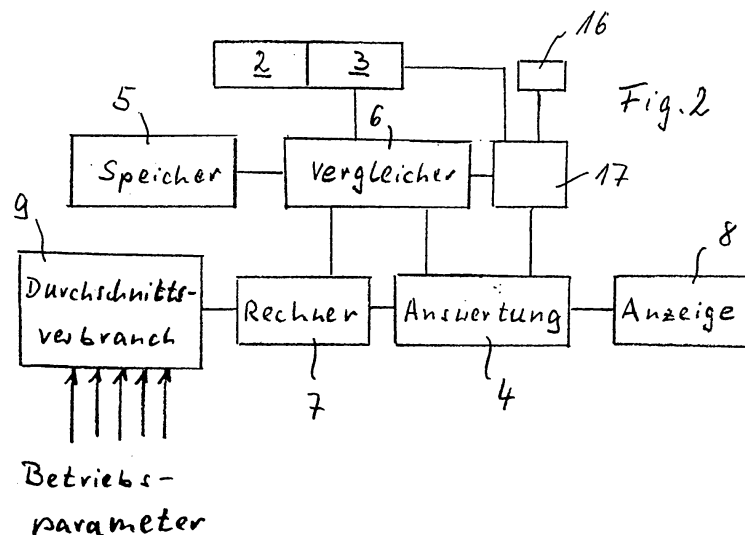 16
2 3
Fig. 2
5
6
Speicher
Vergleicher
17
9
8
Durchschnitts-
verbrauch
Rechner
Auswertung
Anzeige
7
4
Betriebs-
parameter